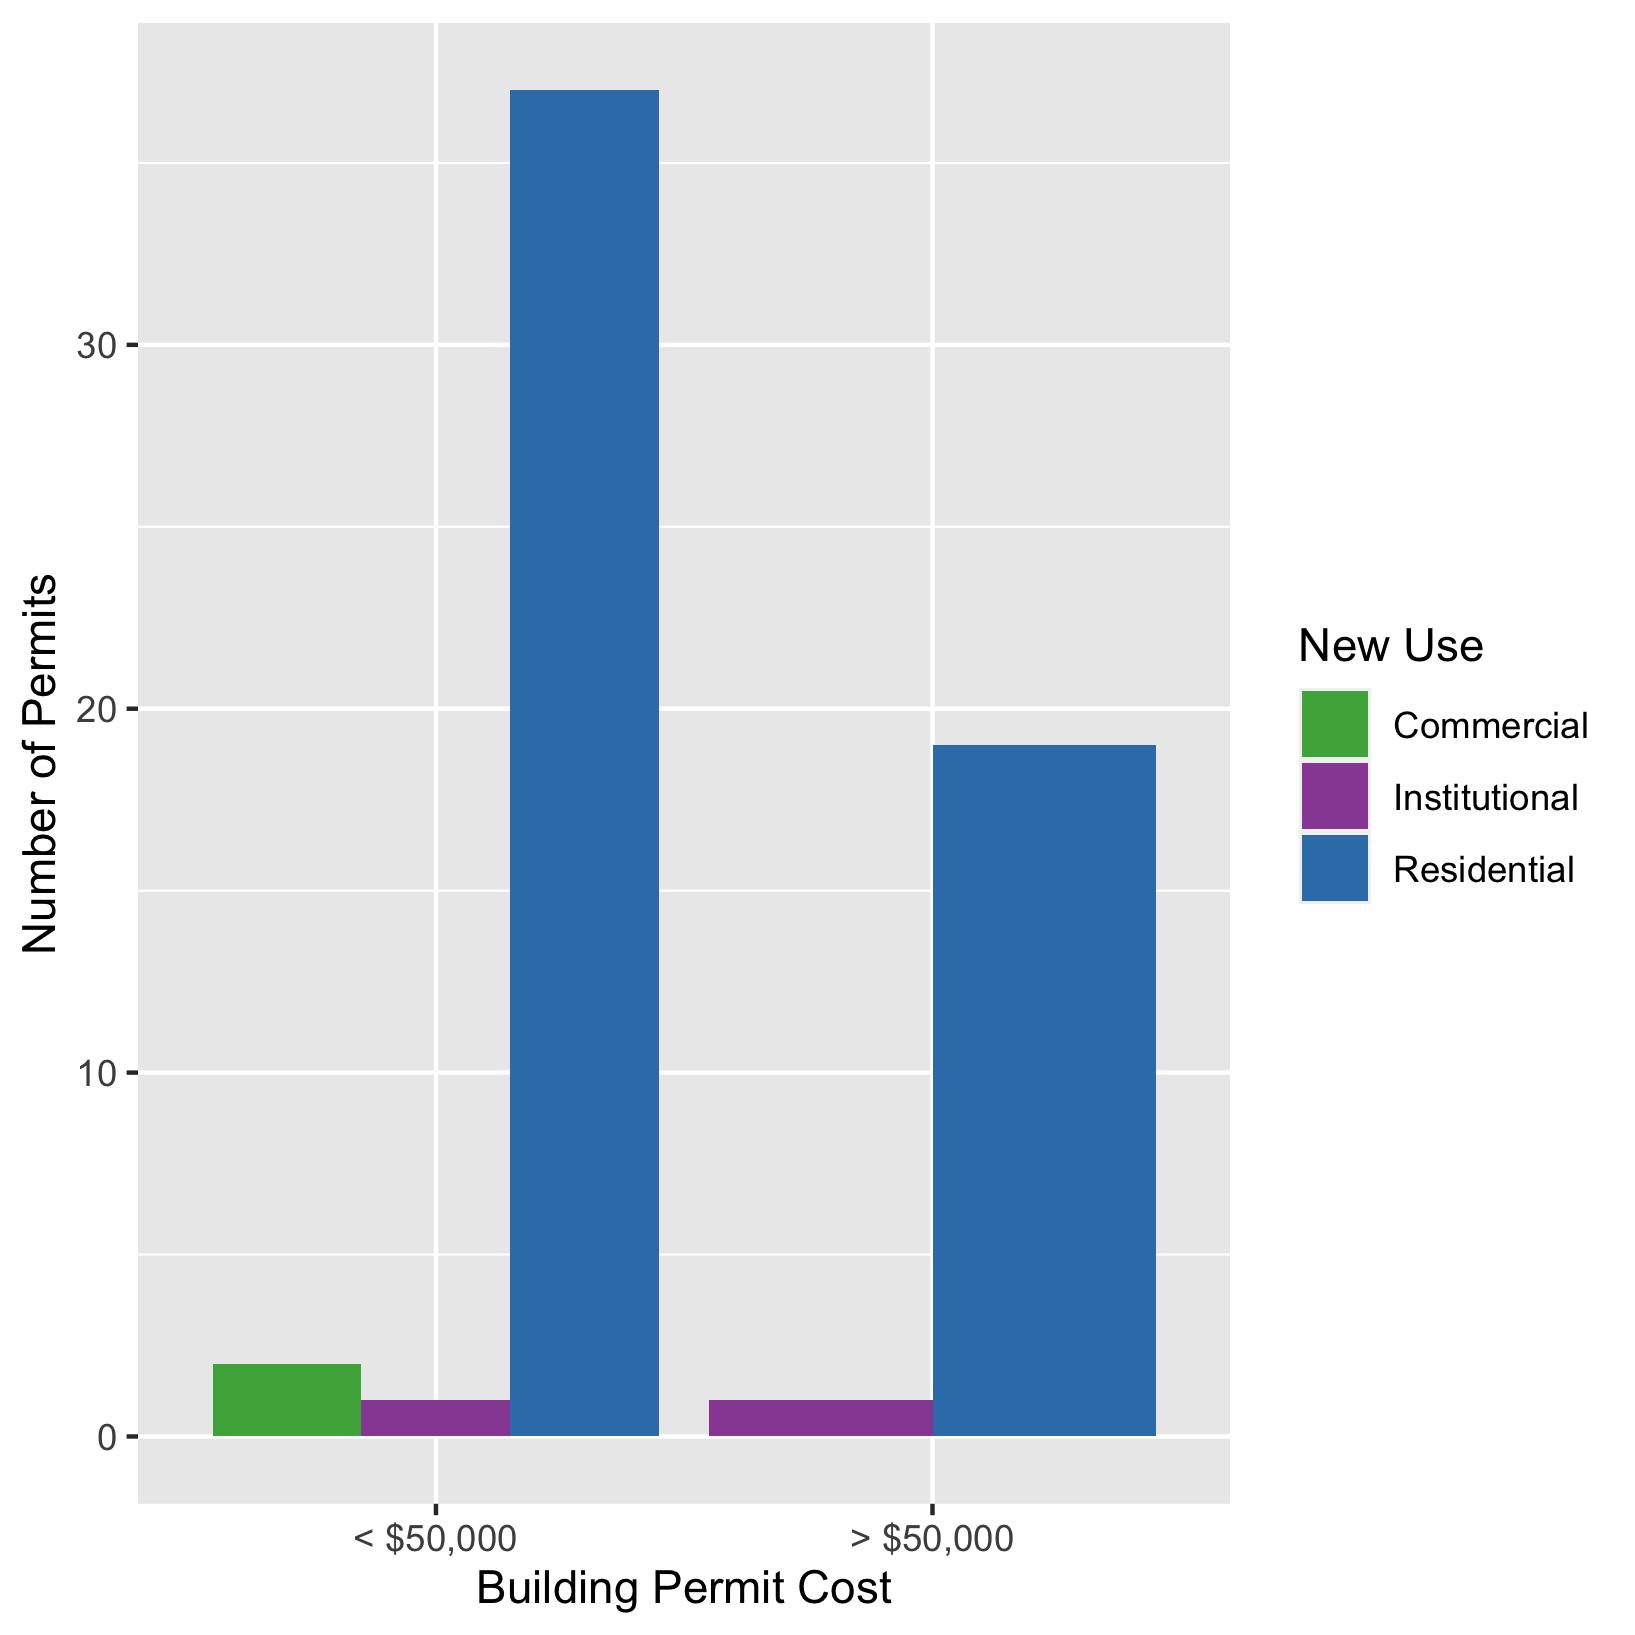 Number of Permits
30
20
10
0
< $50,000
> $50,000
Building Permit Cost
New Use
Commercial
Institutional
Residential